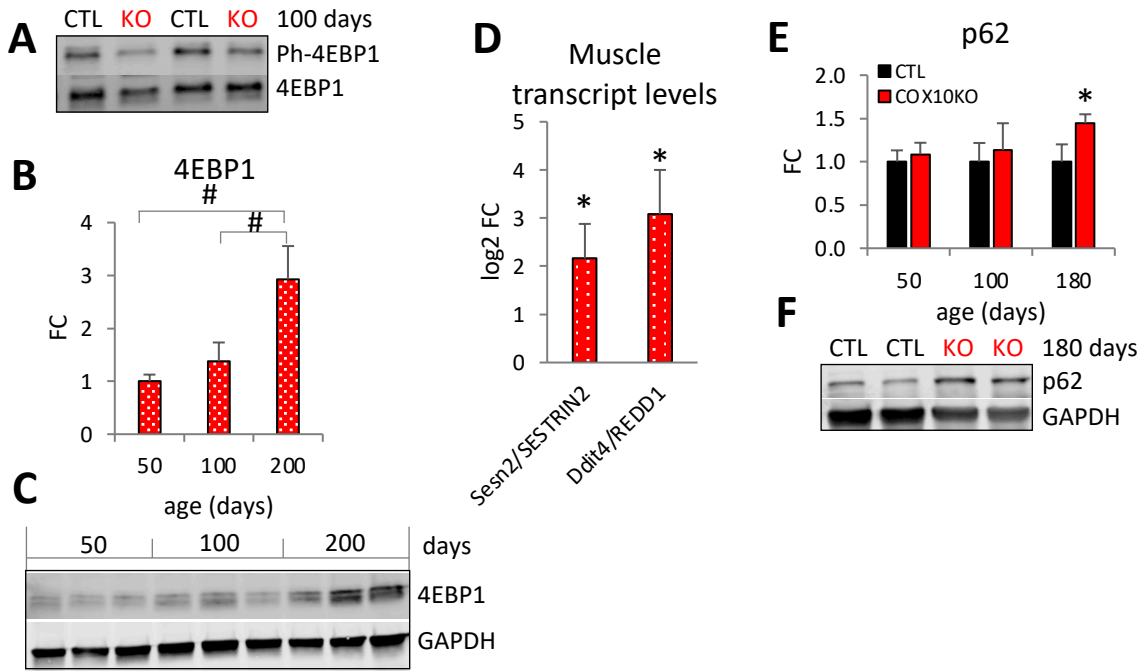 A
CTL KO CTL KO 100 days
Ph-4EBP1
4EBP1
B
4EBP1
#
#
FC
4
3
2
1
0
50 100 200
age (days)
C
50 100 200 days
4EBP1
GAPDH
D
Muscle
transcript levels
log2 FC
5
4
3
2
1
0
*
*
Sesn2/SESTRIN2
Ddit4/REDD1
E
p62
CTL
COX10KO
*
FC
2.0
1.5
1.0
0.5
0.0
50 100 180
age (days)
F
CTL CTL KO KO 180 days
p62
GAPDH